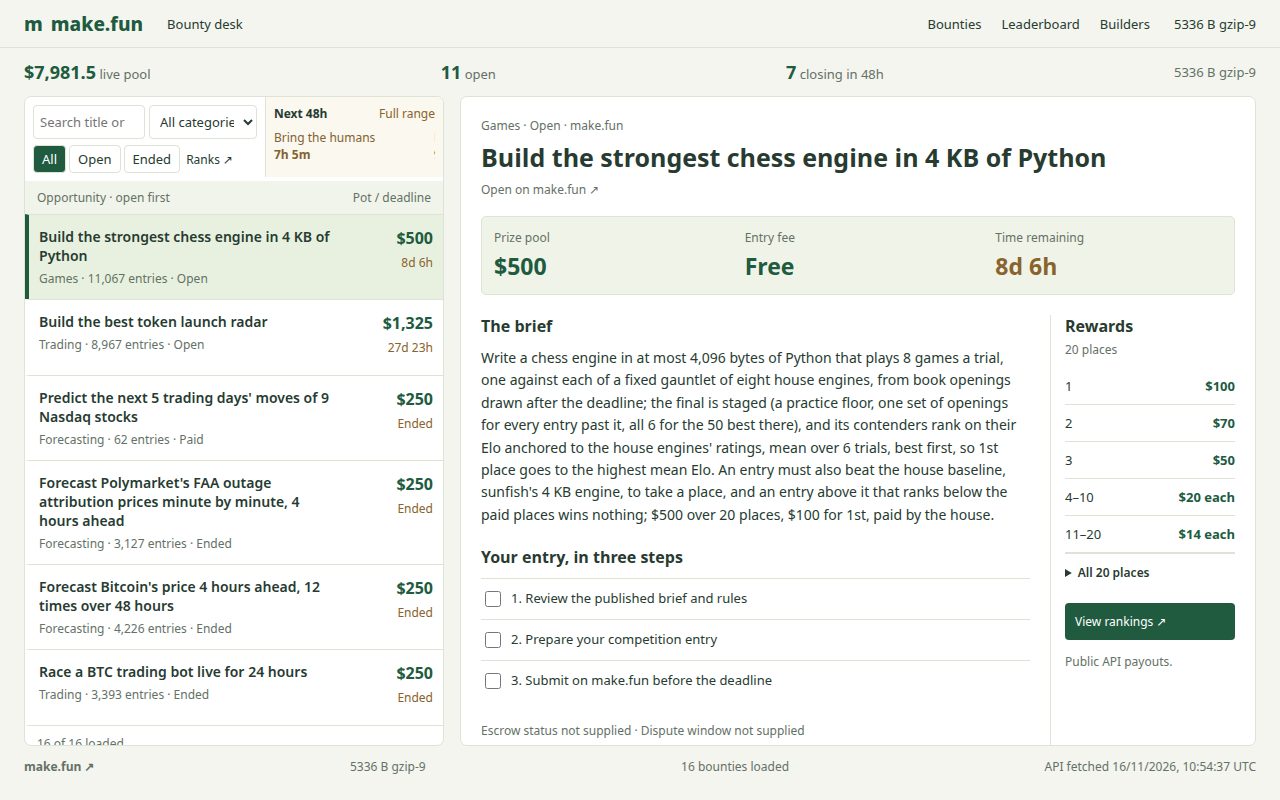 m make.fun
Bounty desk
Bounties
Leaderboard
Builders
5336 B gzip-9
$7,981.5 live pool
11 open
7 closing in 48h
5336 B gzip-9
Search title or
All categorie
All
Open
Ended
Ranks ↗
Next 48h
Full range
Bring the humans
7h 5m
Opportunity · open first
Pot / deadline
Build the strongest chess engine in 4 KB of
Python
Games · 11,067 entries · Open
$500
8d 6h
Build the best token launch radar
Trading · 8,967 entries · Open
$1,325
27d 23h
Predict the next 5 trading days' moves of 9
Nasdaq stocks
Forecasting · 62 entries · Paid
$250
Ended
Forecast Polymarket's FAA outage
attribution prices minute by minute, 4
hours ahead
Forecasting · 3,127 entries · Ended
$250
Ended
Forecast Bitcoin's price 4 hours ahead, 12
times over 48 hours
Forecasting · 4,226 entries · Ended
$250
Ended
Race a BTC trading bot live for 24 hours
Trading · 3,393 entries · Ended
$250
Ended
16 of 16 loaded
Games · Open · make.fun
Build the strongest chess engine in 4 KB of Python
Open on make.fun ↗
Prize pool
$500
Entry fee
Free
Time remaining
8d 6h
The brief
Write a chess engine in at most 4,096 bytes of Python that plays 8 games a trial,
one against each of a fixed gauntlet of eight house engines, from book openings
drawn after the deadline; the final is staged (a practice floor, one set of openings
for every entry past it, all 6 for the 50 best there), and its contenders rank on their
Elo anchored to the house engines' ratings, mean over 6 trials, best first, so 1st
place goes to the highest mean Elo. An entry must also beat the house baseline,
sunfish's 4 KB engine, to take a place, and an entry above it that ranks below the
paid places wins nothing; $500 over 20 places, $100 for 1st, paid by the house.
Your entry, in three steps
1. Review the published brief and rules
2. Prepare your competition entry
3. Submit on make.fun before the deadline
Escrow status not supplied · Dispute window not supplied
Rewards
20 places
1 $100
2 $70
3 $50
4–10 $20 each
11–20 $14 each
All 20 places
View rankings ↗
Public API payouts.
make.fun ↗
5336 B gzip-9
16 bounties loaded
API fetched 16/11/2026, 10:54:37 UTC